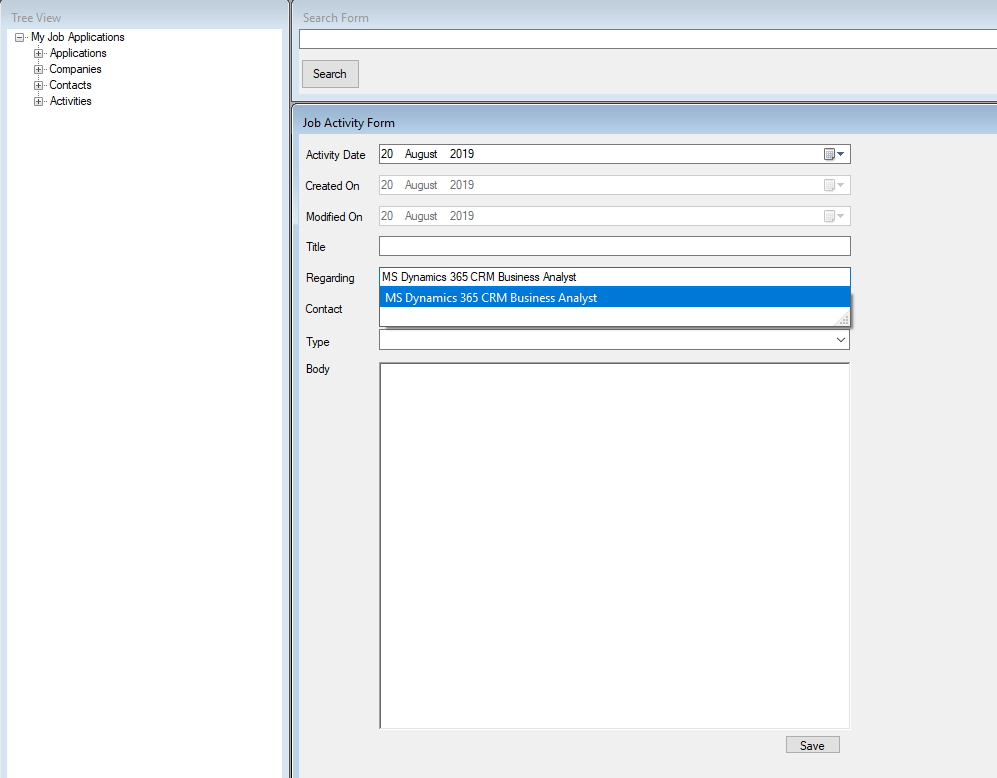 Tree View
My Job Applications
Applications
Companies
Contacts
Activities
Search Form
Search
Job Activity Form
Activity Date 20 August 2019
Created On 20 August 2019
Modified On 20 August 2019
Title
Regarding MS Dynamics 365 CRM Business Analyst
MS Dynamics 365 CRM Business Analyst
Contact
Type
Body
Save